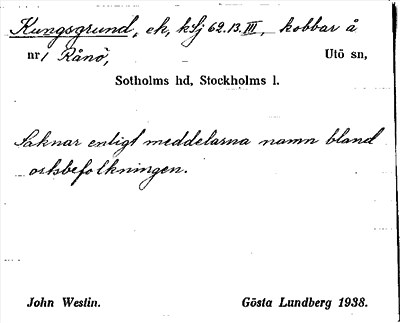 Kungsgrund, ek, kSj 62.13.III, kobbar å
nr/ Rånö, Utö sn,
Sotholms hd, Stockholms l.
Saknar enligt meddelarna namn bland
ortsbefolkningen.
John Westin. Gösta Lundberg 1938.